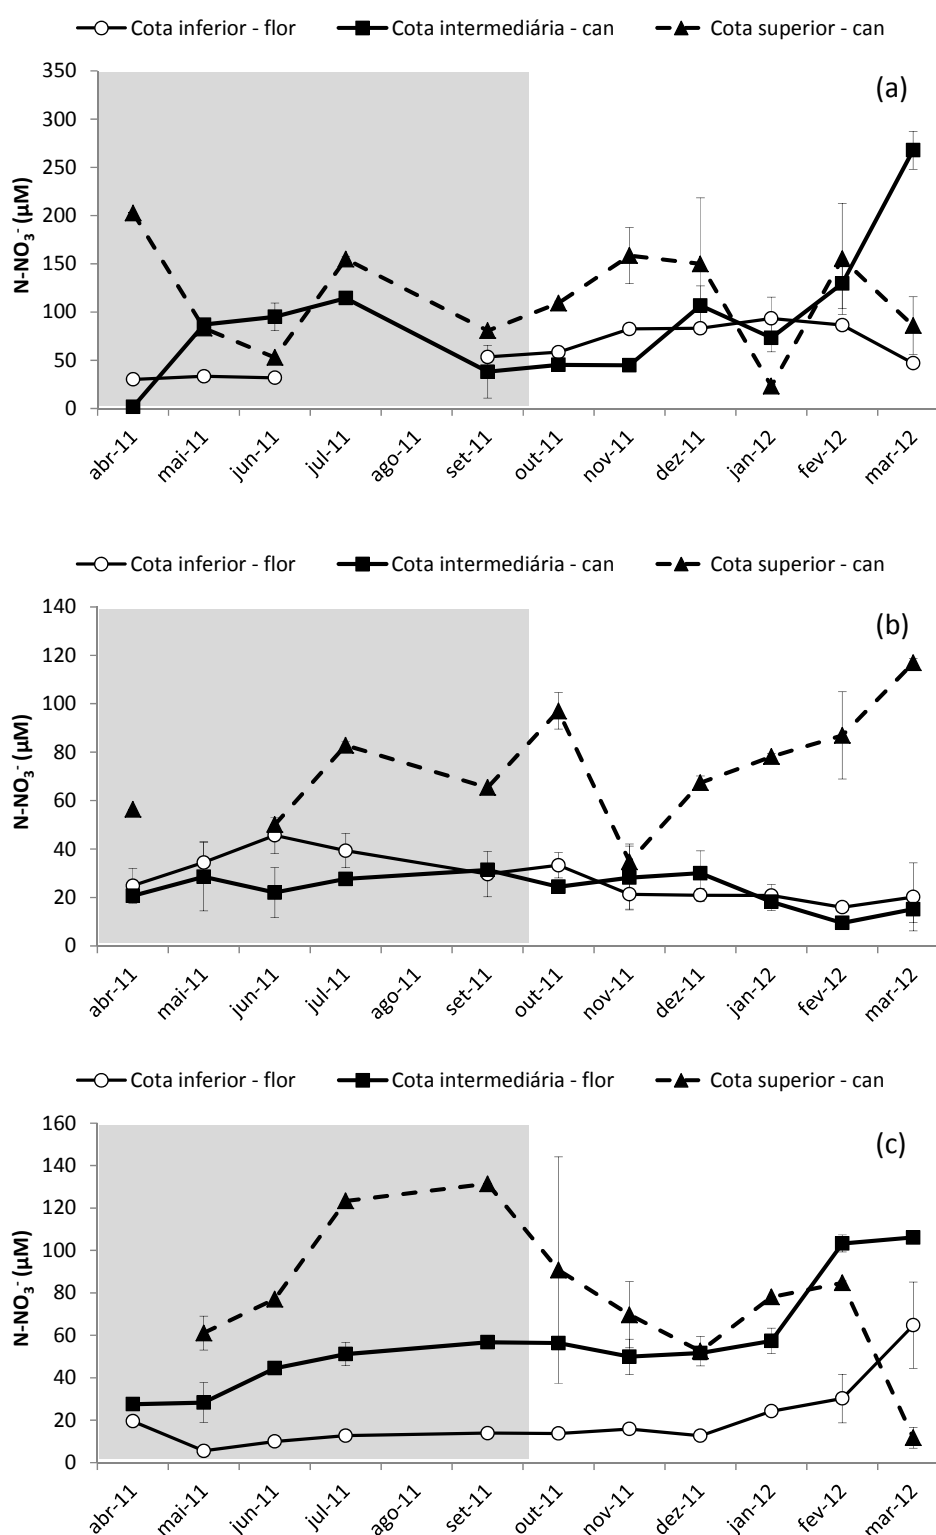 Cota inferior - flor Cota intermediária - can Cota superior - can
(a)
N-NO₃⁻ (µM)
350
300
250
200
150
100
50
0
abr-11 mai-11 jun-11 jul-11 ago-11 set-11 out-11 nov-11 dez-11 jan-12 fev-12 mar-12
Cota inferior - flor Cota intermediária - can Cota superior - can
(b)
N-NO₃⁻ (µM)
140
120
100
80
60
40
20
0
abr-11 mai-11 jun-11 jul-11 ago-11 set-11 out-11 nov-11 dez-11 jan-12 fev-12 mar-12
Cota inferior - flor Cota intermediária - flor Cota superior - can
(c)
N-NO₃⁻ (µM)
160
140
120
100
80
60
40
20
0
abr-11 mai-11 jun-11 jul-11 ago-11 set-11 out-11 nov-11 dez-11 jan-12 fev-12 mar-12